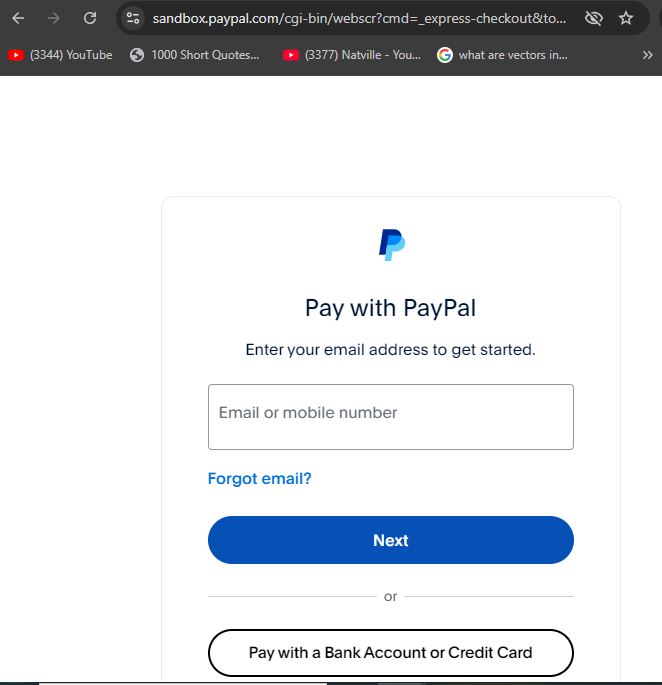 sandbox.paypal.com/cgi-bin/webscr?cmd=_express-checkout&to...
(3344) YouTube 1000 Short Quotes... (3377) Natville - You... what are vectors in... »
Pay with PayPal
Enter your email address to get started.
Email or mobile number
Forgot email?
Next
or
Pay with a Bank Account or Credit Card